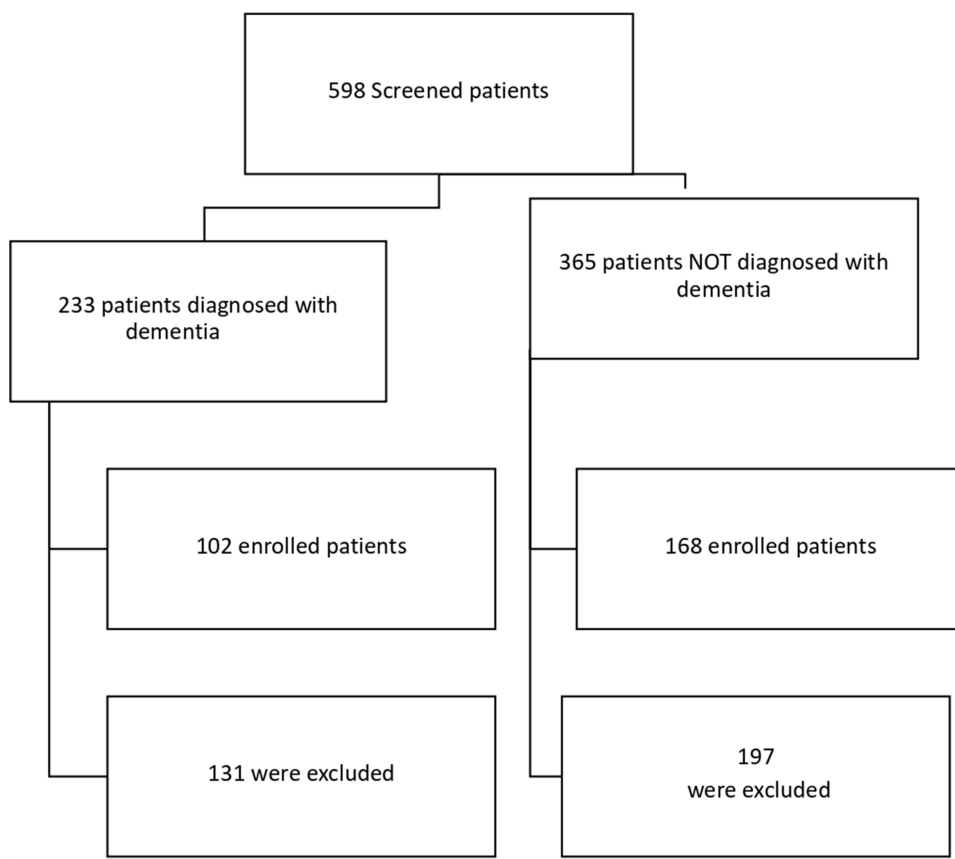 598 Screened patients
233 patients diagnosed with
dementia
365 patients NOT diagnosed with
dementia
102 enrolled patients
168 enrolled patients
131 were excluded
197
were excluded